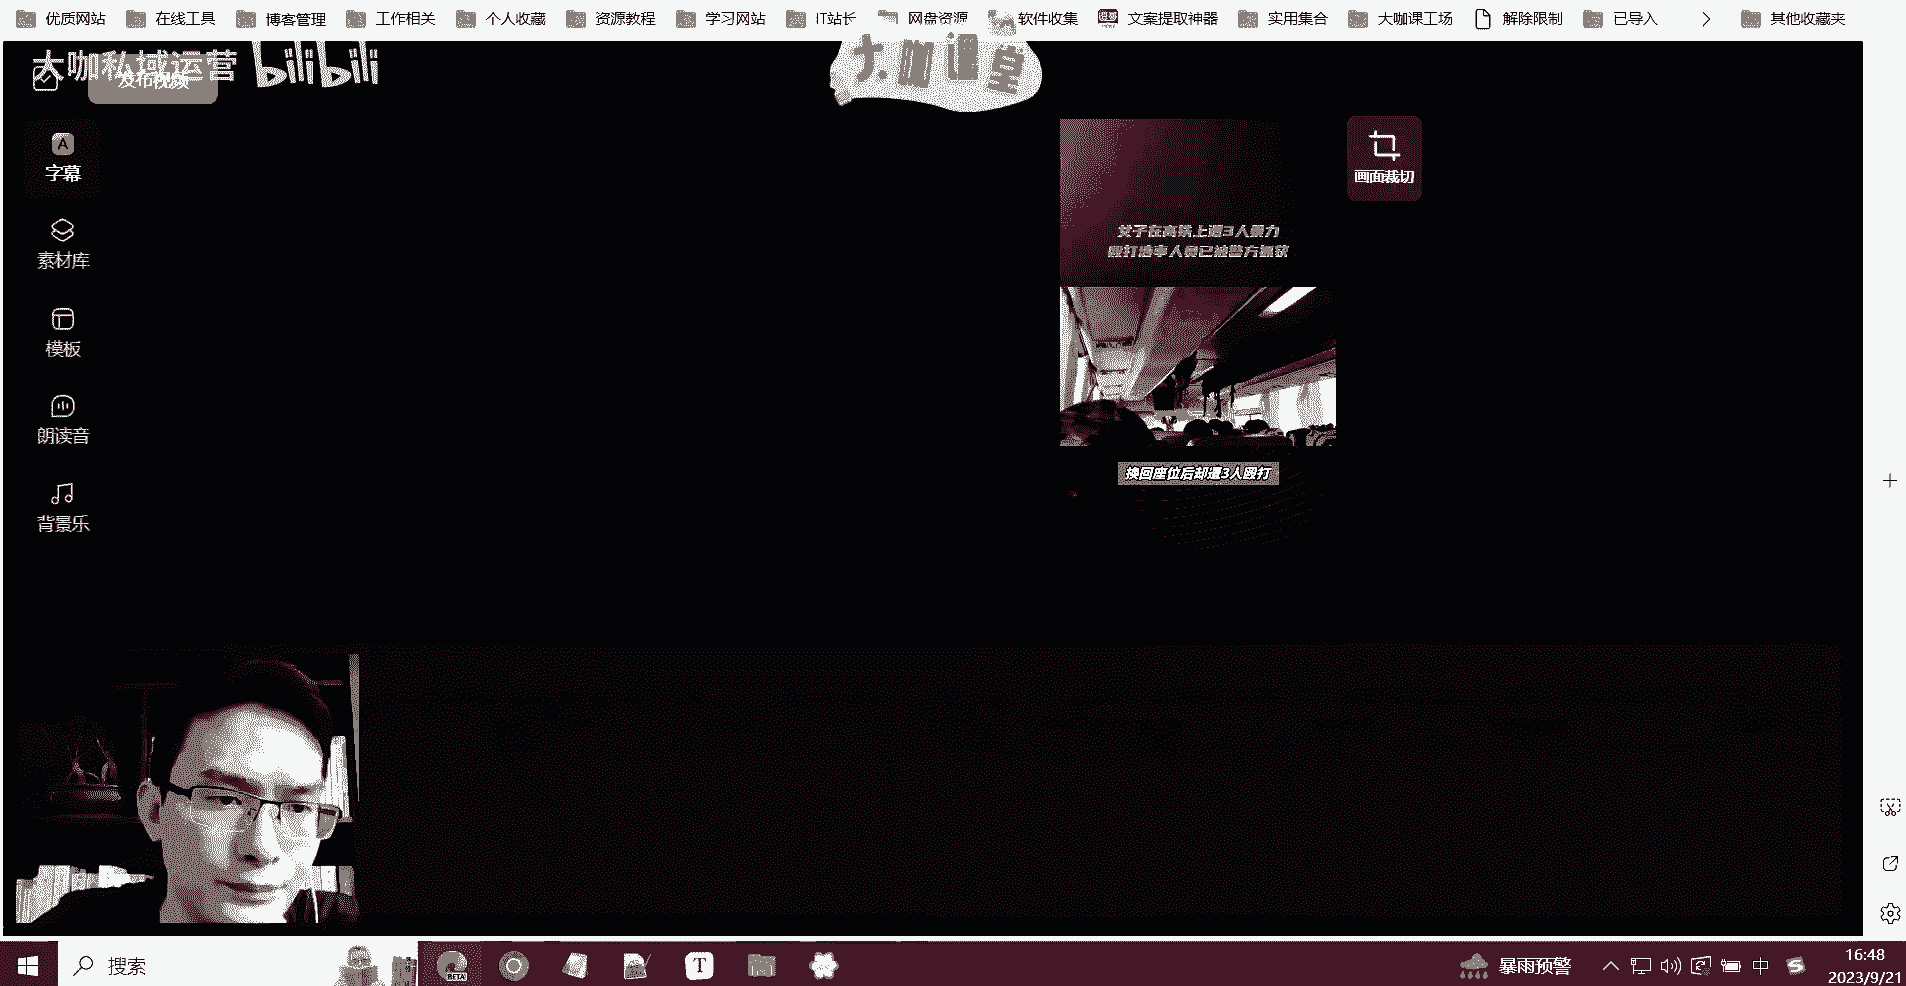 优质网站
在线工具
博客管理
工作相关
个人收藏
资源教程
学习网站
IT站长
网盘资源
软件收集
文案提取神器
实用集合
大咖课工场
解除限制
已导入
其他收藏夹
大咖私域运营 bilibili
发布视频
大咖课堂
A
字幕
素材库
模板
朗读音
背景乐
画面裁切
女子在高铁上遭3人暴力
殴打涉事人员已被警方抓获
换回座位后却遭3人殴打
搜索
BETA
T
暴雨预警
中
S
16:48
2023/9/21